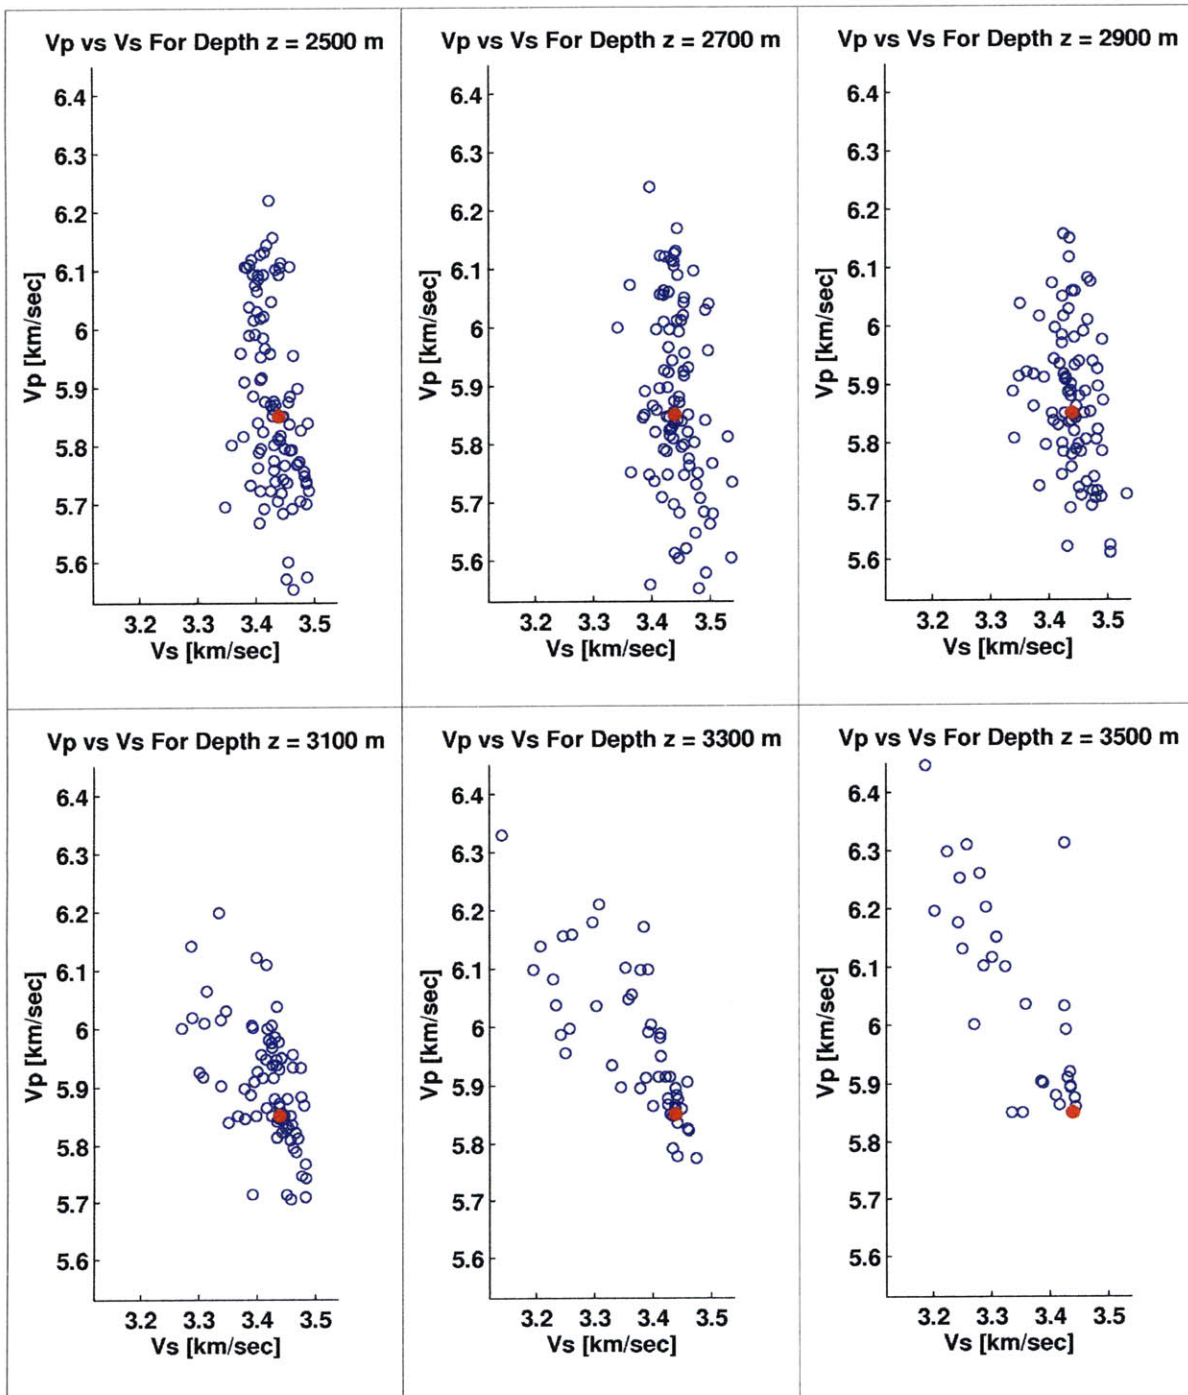 Vp vs Vs For Depth z = 2500 m
6.4
6.3
6.2
6.1
6
5.9
5.8
5.7
5.6
Vp [km/sec]
3.2 3.3 3.4 3.5
Vs [km/sec]
Vp vs Vs For Depth z = 2700 m
6.4
6.3
6.2
6.1
6
5.9
5.8
5.7
5.6
Vp [km/sec]
3.2 3.3 3.4 3.5
Vs [km/sec]
Vp vs Vs For Depth z = 2900 m
6.4
6.3
6.2
6.1
6
5.9
5.8
5.7
5.6
Vp [km/sec]
3.2 3.3 3.4 3.5
Vs [km/sec]
Vp vs Vs For Depth z = 3100 m
6.4
6.3
6.2
6.1
6
5.9
5.8
5.7
5.6
Vp [km/sec]
3.2 3.3 3.4 3.5
Vs [km/sec]
Vp vs Vs For Depth z = 3300 m
6.4
6.3
6.2
6.1
6
5.9
5.8
5.7
5.6
Vp [km/sec]
3.2 3.3 3.4 3.5
Vs [km/sec]
Vp vs Vs For Depth z = 3500 m
6.4
6.3
6.2
6.1
6
5.9
5.8
5.7
5.6
Vp [km/sec]
3.2 3.3 3.4 3.5
Vs [km/sec]